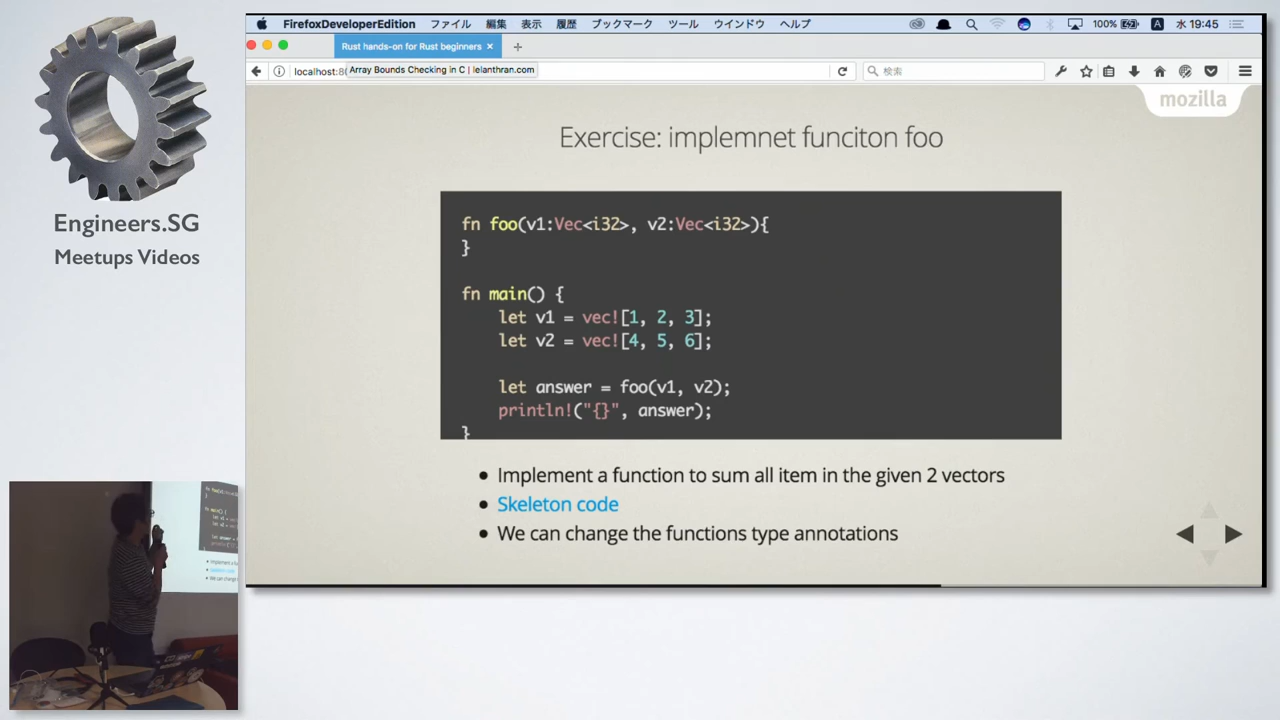 FirefoxDeveloperEdition ファイル 編集 表示 履歴 ブックマーク ツール ウインドウ ヘルプ 100% A 水 19:45
Rust hands-on for Rust beginners
localhost:8 Array Bounds Checking in C | lelanthran.com 検索
mozilla
Exercise: implemnet funciton foo
fn foo(v1:Vec<i32>, v2:Vec<i32>){
}
fn main() {
let v1 = vec![1, 2, 3];
let v2 = vec![4, 5, 6];
let answer = foo(v1, v2);
println!("{}", answer);
}
• Implement a function to sum all item in the given 2 vectors
• Skeleton code
• We can change the functions type annotations
Engineers.SG
Meetups Videos